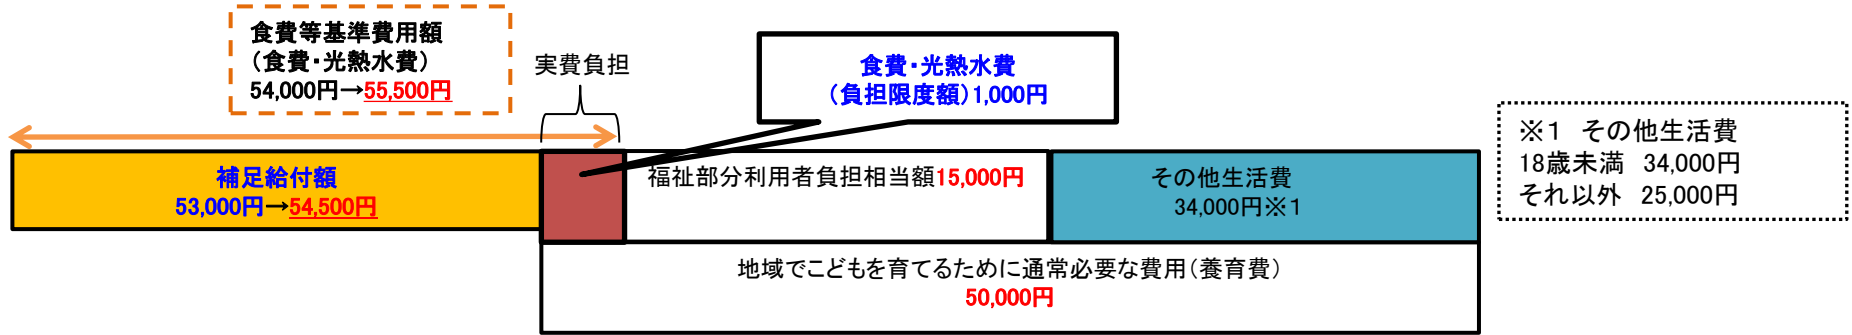 食費等基準費用額
(食費・光熱水費)
54,000円→55,500円
実費負担
食費・光熱水費
(負担限度額)1,000円
補足給付額
53,000円→54,500円
福祉部分利用者負担相当額15,000円
その他生活費
34,000円※1
地域でこどもを育てるために通常必要な費用(養育費)
50,000円
※1 その他生活費
18歳未満 34,000円
それ以外 25,000円